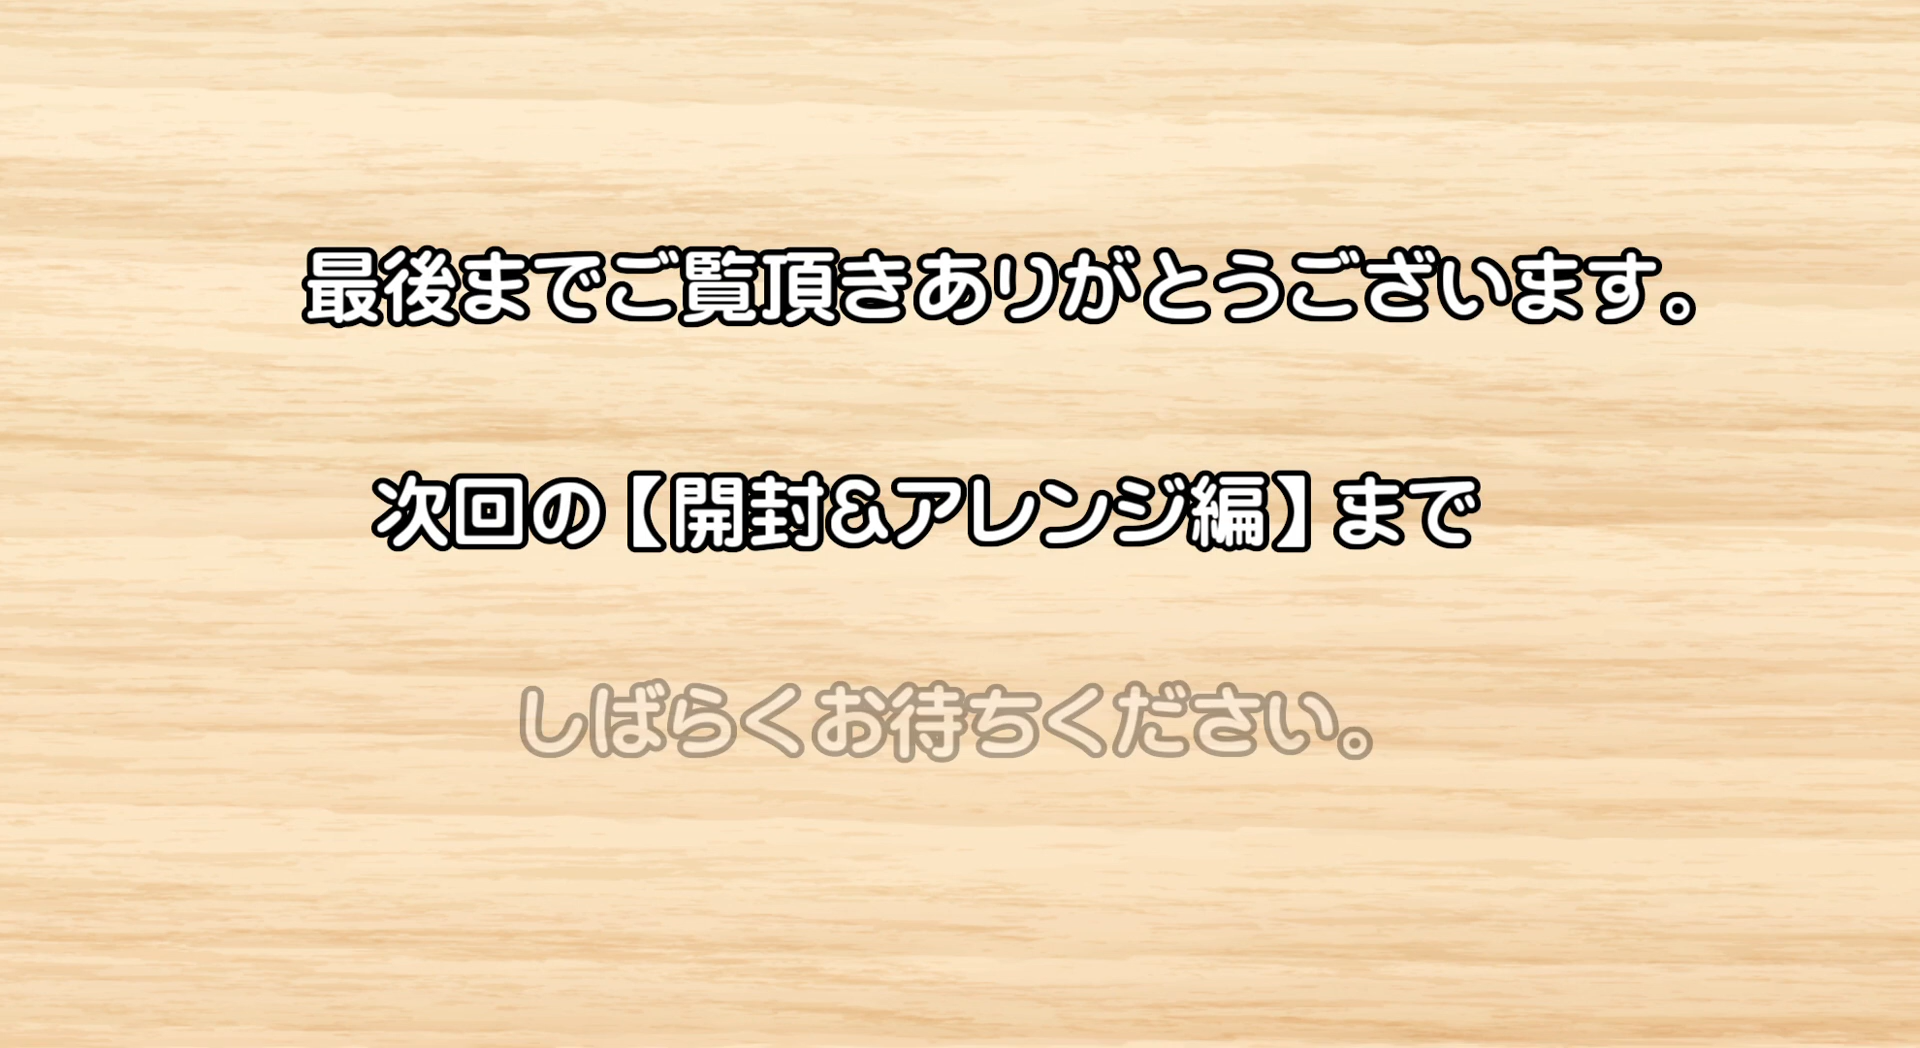 最後までご覧頂きありがとうございます。
次回の【開封&アレンジ編】まで
しばらくお待ちください。